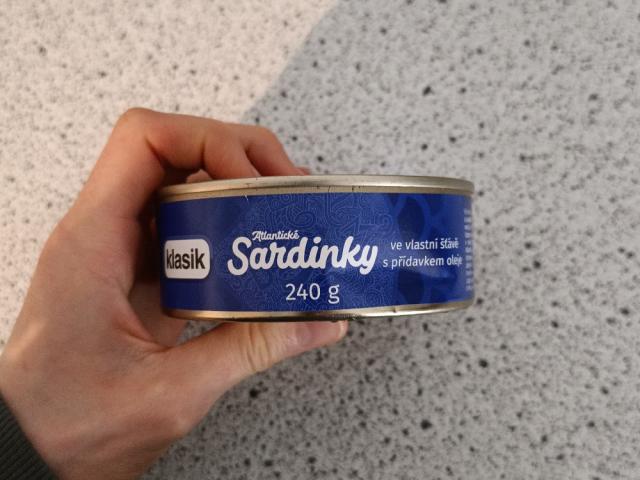 klasik
Atlantické
Sardinky
240 g
ve vlastní šťávě
s přídavkem oleje